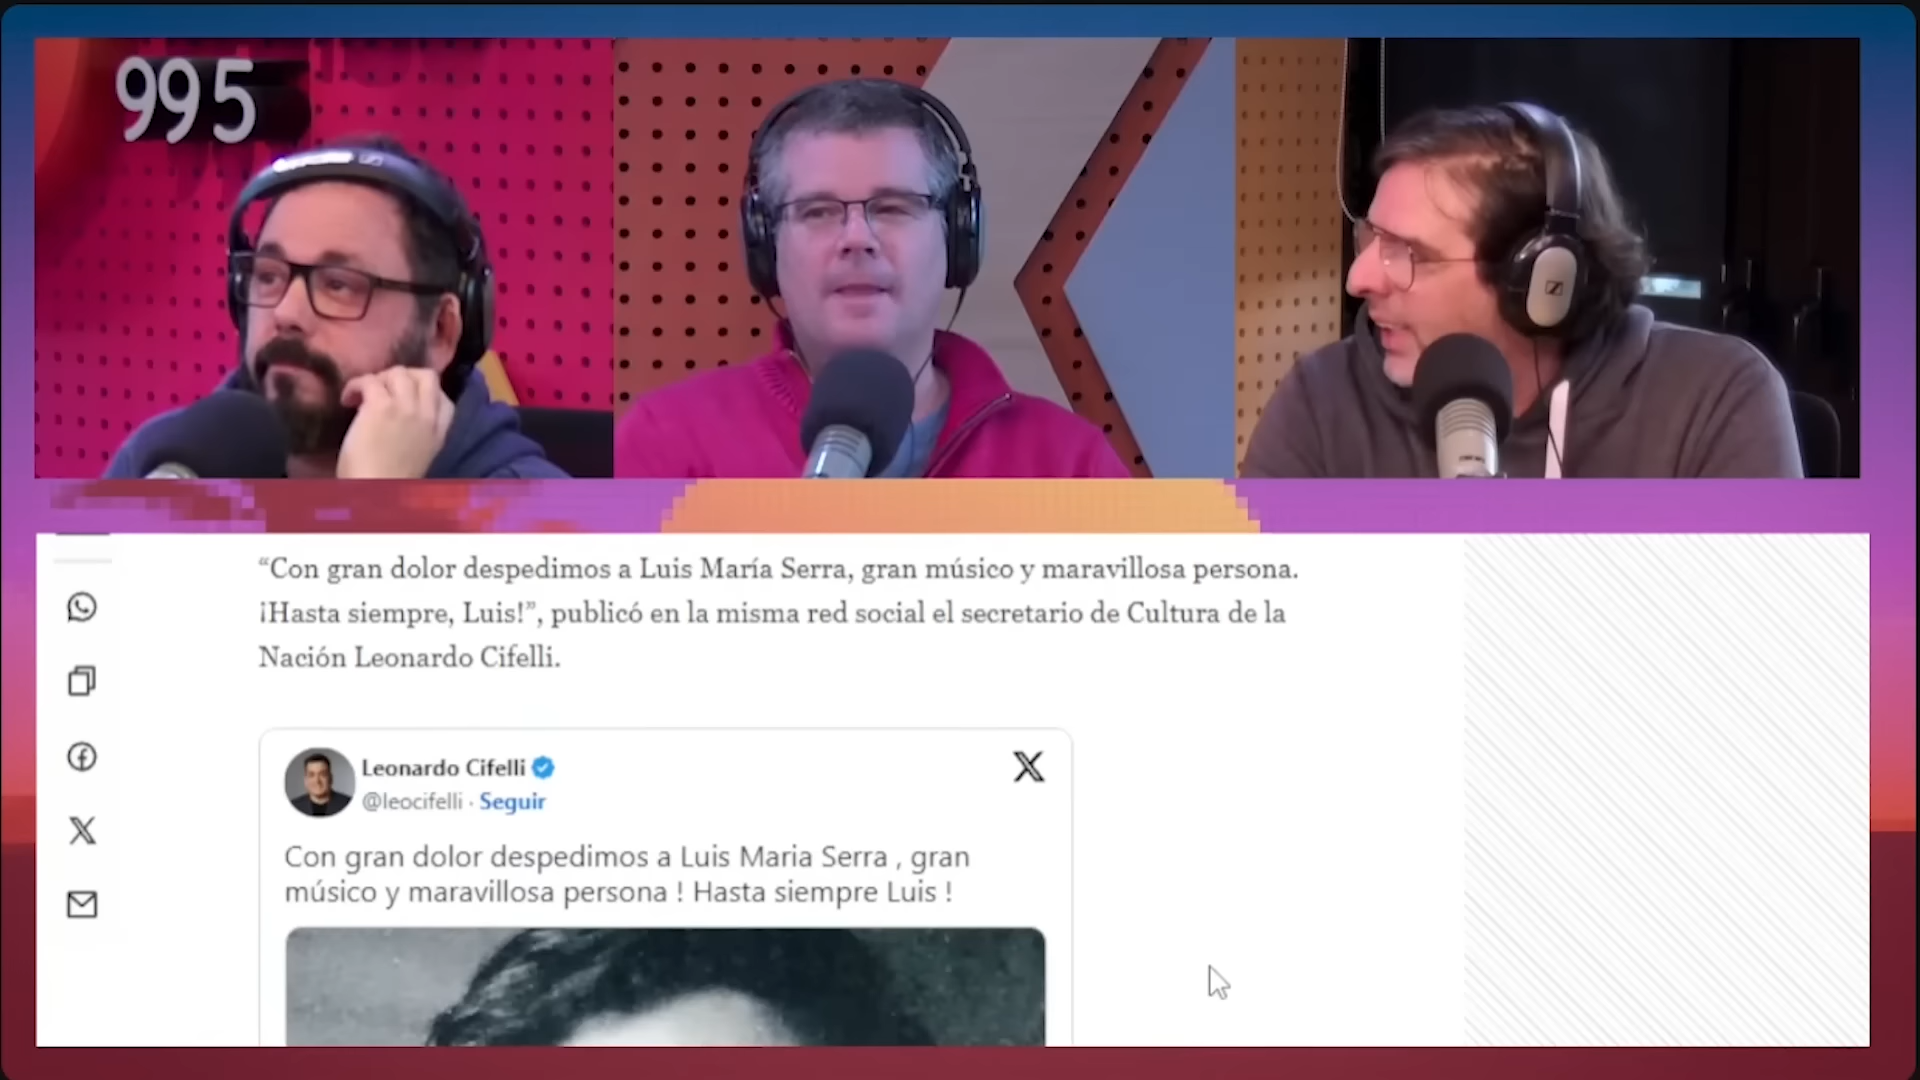 995
“Con gran dolor despedimos a Luis María Serra, gran músico y maravillosa persona.
¡Hasta siempre, Luis!”, publicó en la misma red social el secretario de Cultura de la
Nación Leonardo Cifelli.
Leonardo Cifelli
@leocifelli · Seguir
Con gran dolor despedimos a Luis Maria Serra , gran
músico y maravillosa persona ! Hasta siempre Luis !